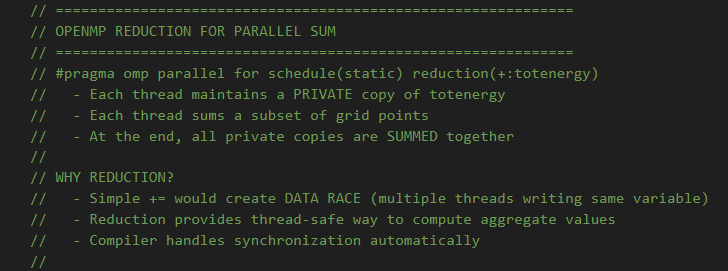 // ==============================================================
// OPENMP REDUCTION FOR PARALLEL SUM
// ==============================================================
// #pragma omp parallel for schedule(static) reduction(+:totenergy)
//   - Each thread maintains a PRIVATE copy of totenergy
//   - Each thread sums a subset of grid points
//   - At the end, all private copies are SUMMED together
//
// WHY REDUCTION?
//   - Simple += would create DATA RACE (multiple threads writing same variable)
//   - Reduction provides thread-safe way to compute aggregate values
//   - Compiler handles synchronization automatically
//